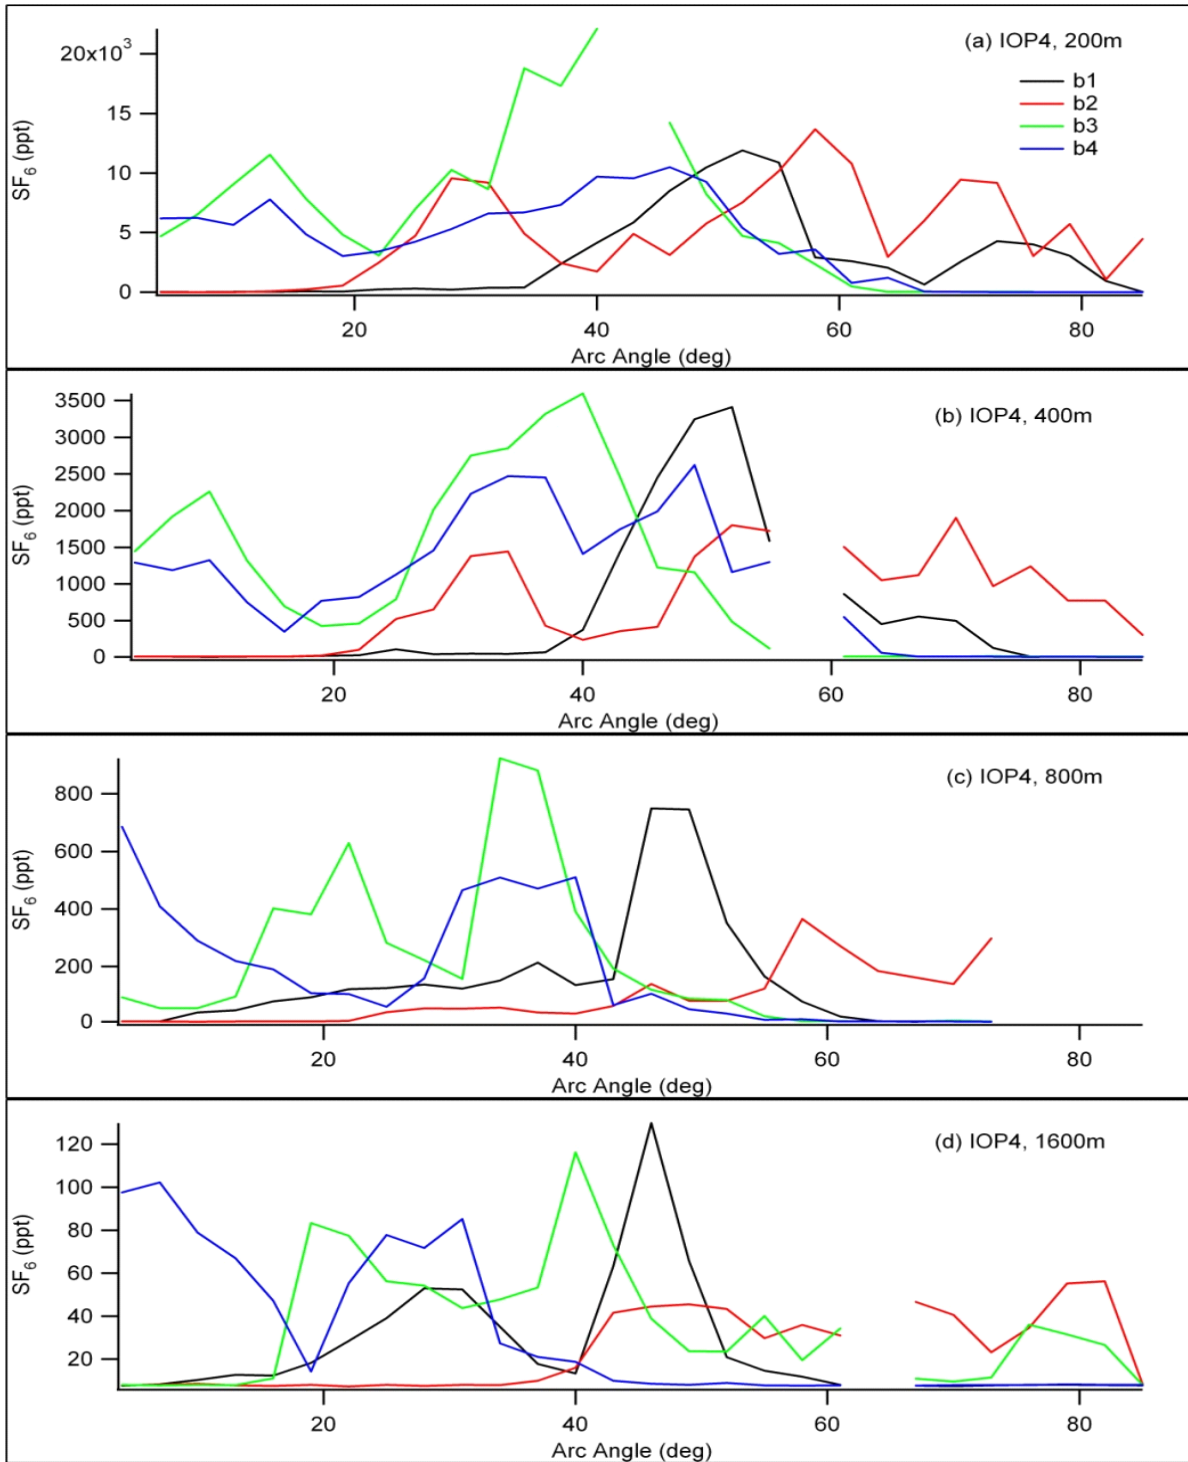 (a) IOP4, 200m
b1
b2
b3
b4
SF6 (ppt)
20x10³
15
10
5
0
20 40 60 80
Arc Angle (deg)
(b) IOP4, 400m
SF6 (ppt)
3500
3000
2500
2000
1500
1000
500
0
20 40 60 80
Arc Angle (deg)
(c) IOP4, 800m
SF6 (ppt)
800
600
400
200
0
20 40 60 80
Arc Angle (deg)
(d) IOP4, 1600m
SF6 (ppt)
120
100
80
60
40
20
20 40 60 80
Arc Angle (deg)